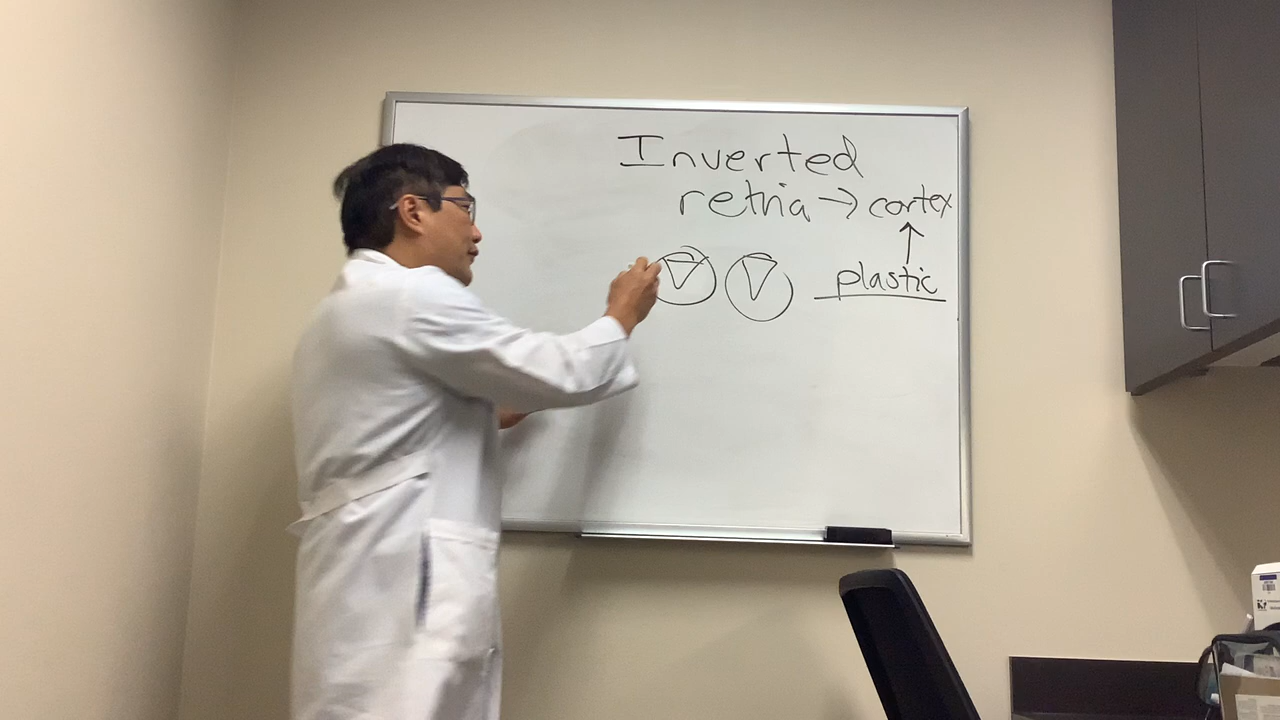 Inverted
retina → cortex
↑
plastic